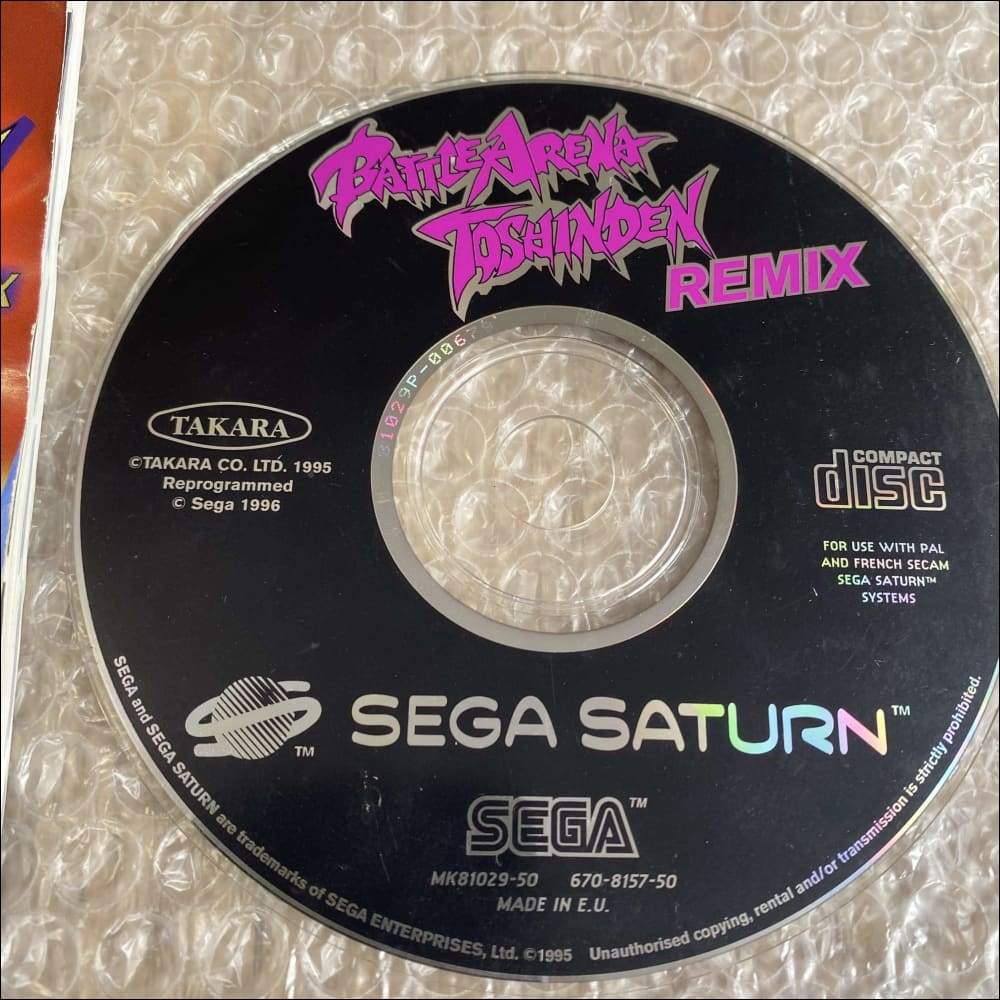 BATTLE ARENA
TOSHINDEN
REMIX
TAKARA
©TAKARA CO. LTD. 1995
Reprogrammed
© Sega 1996
COMPACT
disc
FOR USE WITH PAL
AND FRENCH SECAM
SEGA SATURN™
SYSTEMS
TM
SEGA SATURN™
SEGA™
MK81029-50 670-8157-50
MADE IN E.U.
SEGA and SEGA SATURN are trademarks of SEGA ENTERPRISES, Ltd. ©1995 Unauthorised copying, rental and/or transmission is strictly prohibited.